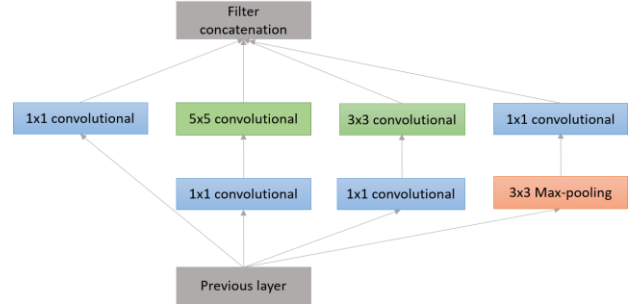 Filter
concatenation
1x1 convolutional
5x5 convolutional
3x3 convolutional
1x1 convolutional
1x1 convolutional
1x1 convolutional
3x3 Max-pooling
Previous layer